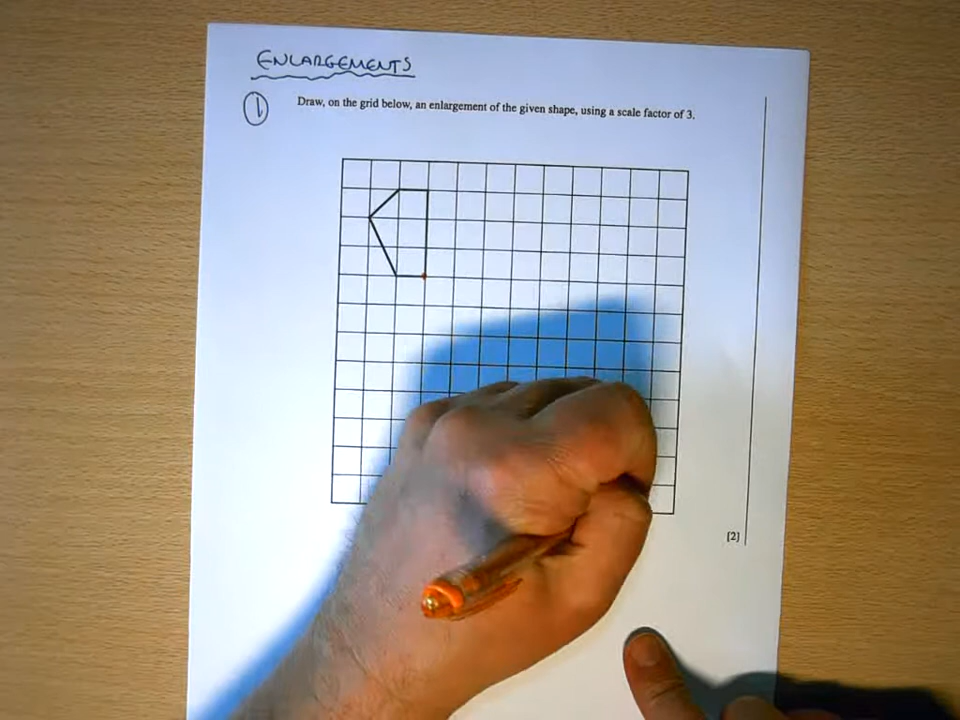 ENLARGEMENTS
1 Draw, on the grid below, an enlargement of the given shape, using a scale factor of 3.
[2]